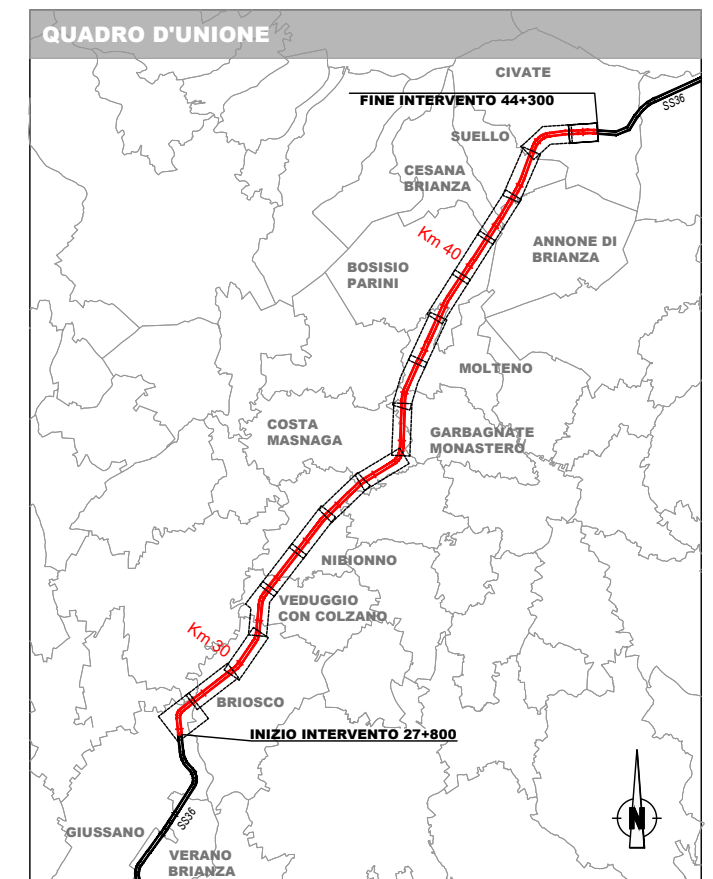 QUADRO D'UNIONE
CIVATE
FINE INTERVENTO 44+300
SS36
SUELLO
CESANA
BRIANZA
Km 40
ANNONE DI
BRIANZA
BOSISIO
PARINI
MOLTENO
COSTA
MASNAGA
GARBAGNATE
MONASTERO
NIBIONNO
VEDUGGIO
CON COLZANO
Km 30
BRIOSCO
INIZIO INTERVENTO 27+800
N
SS36
GIUSSANO
VERANO
BRIANZA